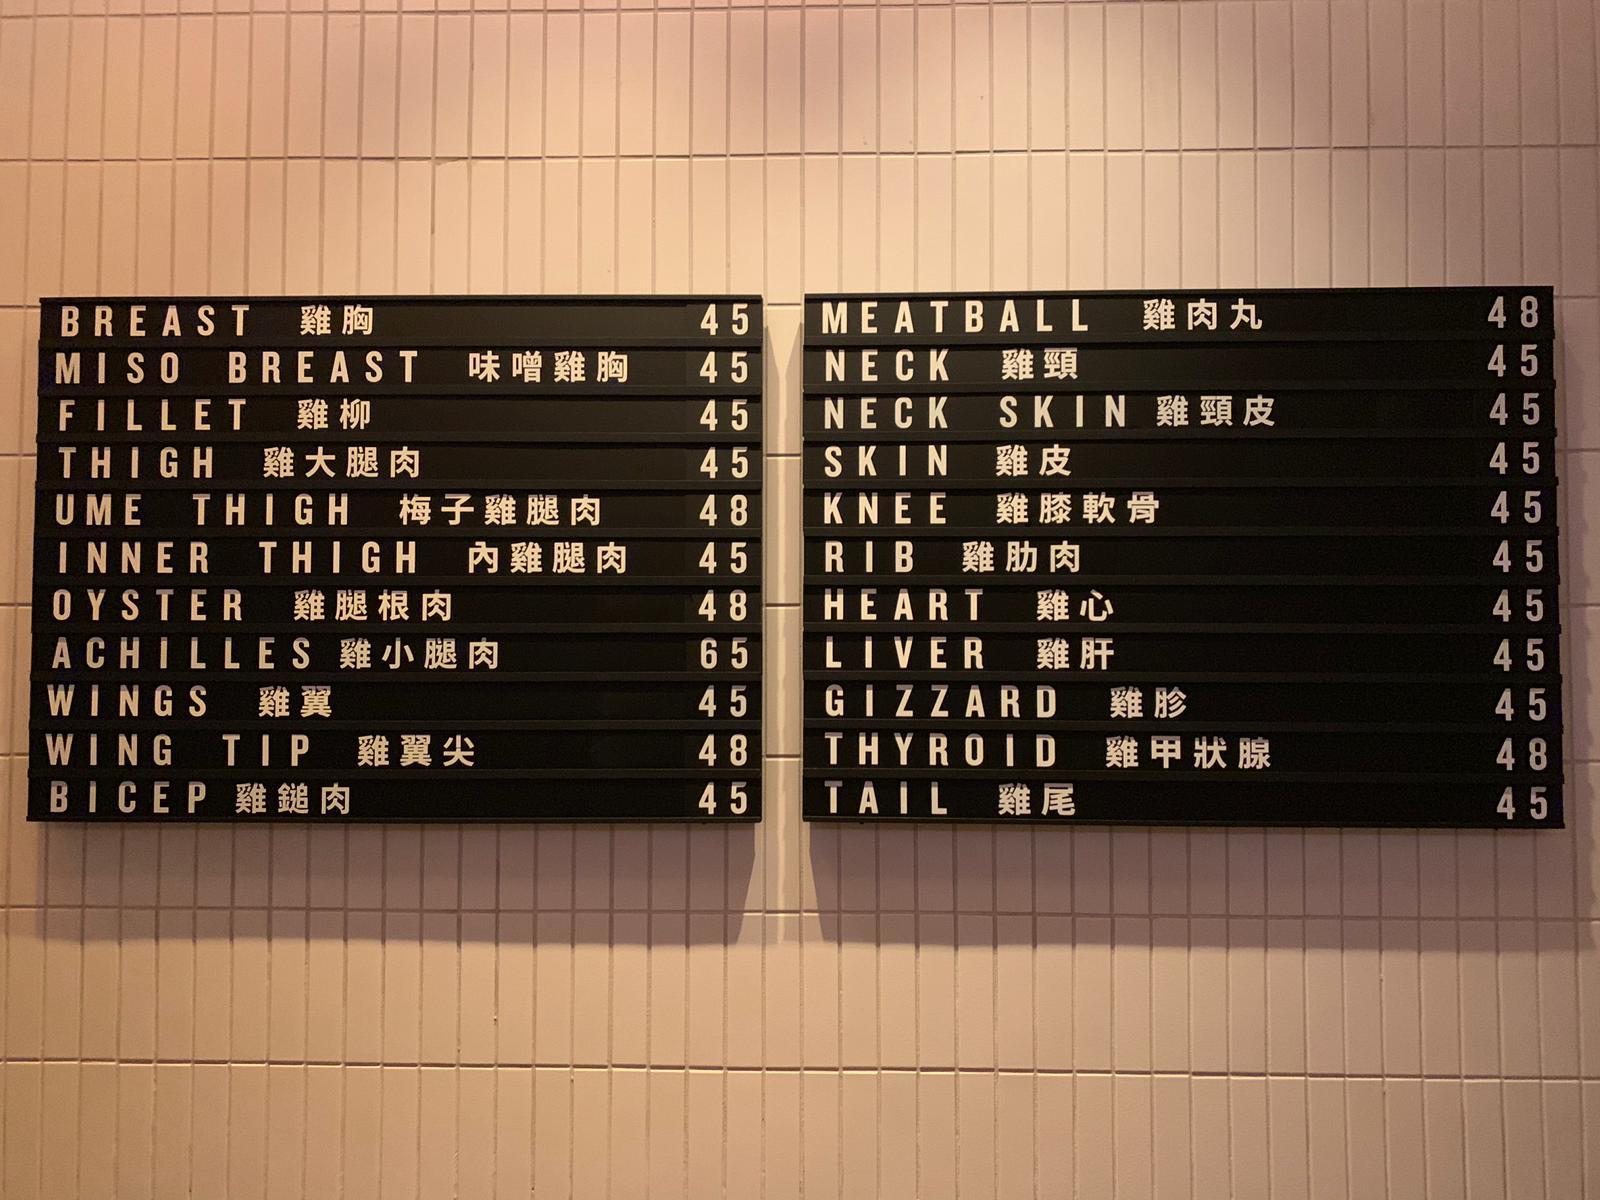 BREAST 雞胸 45
MISO BREAST 味噌雞胸 45
FILLET 雞柳 45
THIGH 雞大腿肉 45
UME THIGH 梅子雞腿肉 48
INNER THIGH 內雞腿肉 45
OYSTER 雞腿根肉 48
ACHILLES 雞小腿肉 65
WINGS 雞翼 45
WING TIP 雞翼尖 48
BICEP 雞鎚肉 45
MEATBALL 雞肉丸 48
NECK 雞頸 45
NECK SKIN 雞頸皮 45
SKIN 雞皮 45
KNEE 雞膝軟骨 45
RIB 雞肋肉 45
HEART 雞心 45
LIVER 雞肝 45
GIZZARD 雞胗 45
THYROID 雞甲狀腺 48
TAIL 雞尾 45